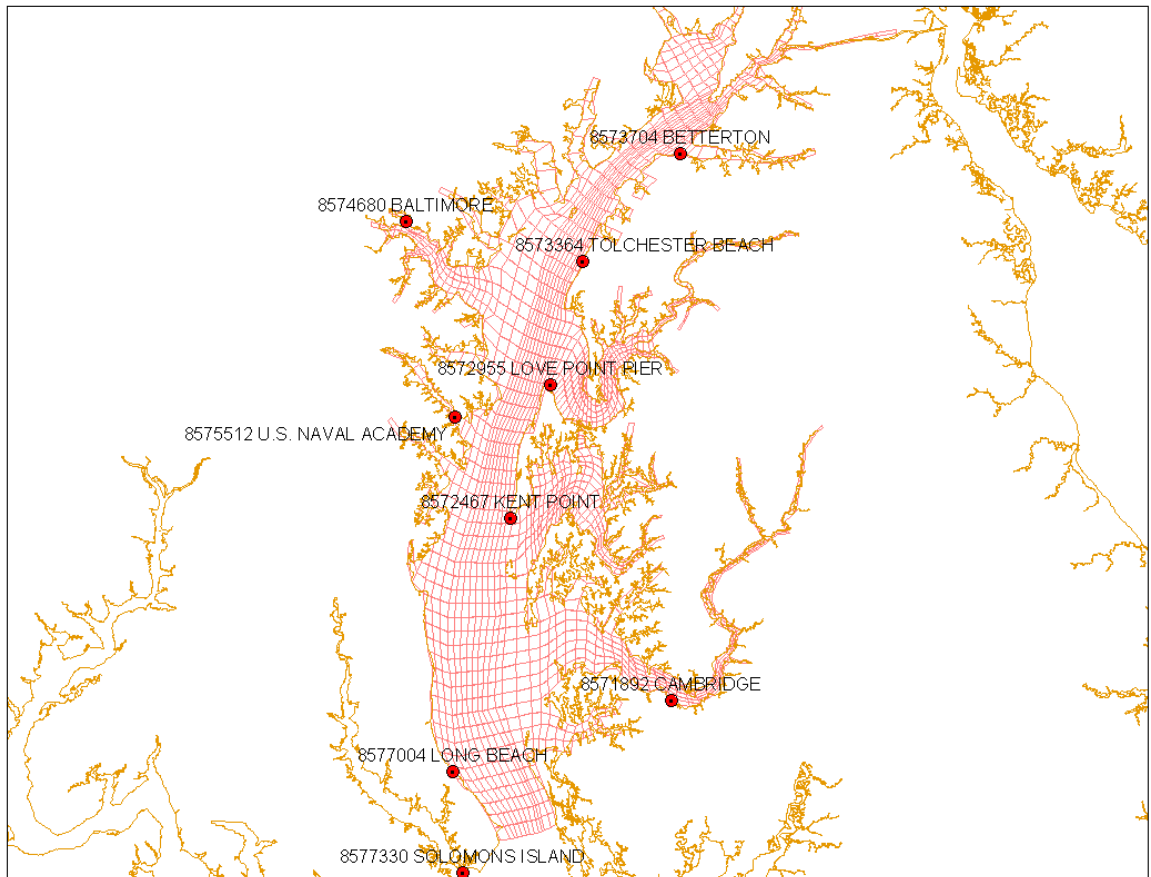 8573704 BETTERTON
8574680 BALTIMORE
8573364 TOLCHESTER BEACH
8572955 LOVE POINT PIER
8575512 U.S. NAVAL ACADEMY
8572467 KENT POINT
8571892 CAMBRIDGE
8577004 LONG BEACH
8577330 SOLOMONS ISLAND